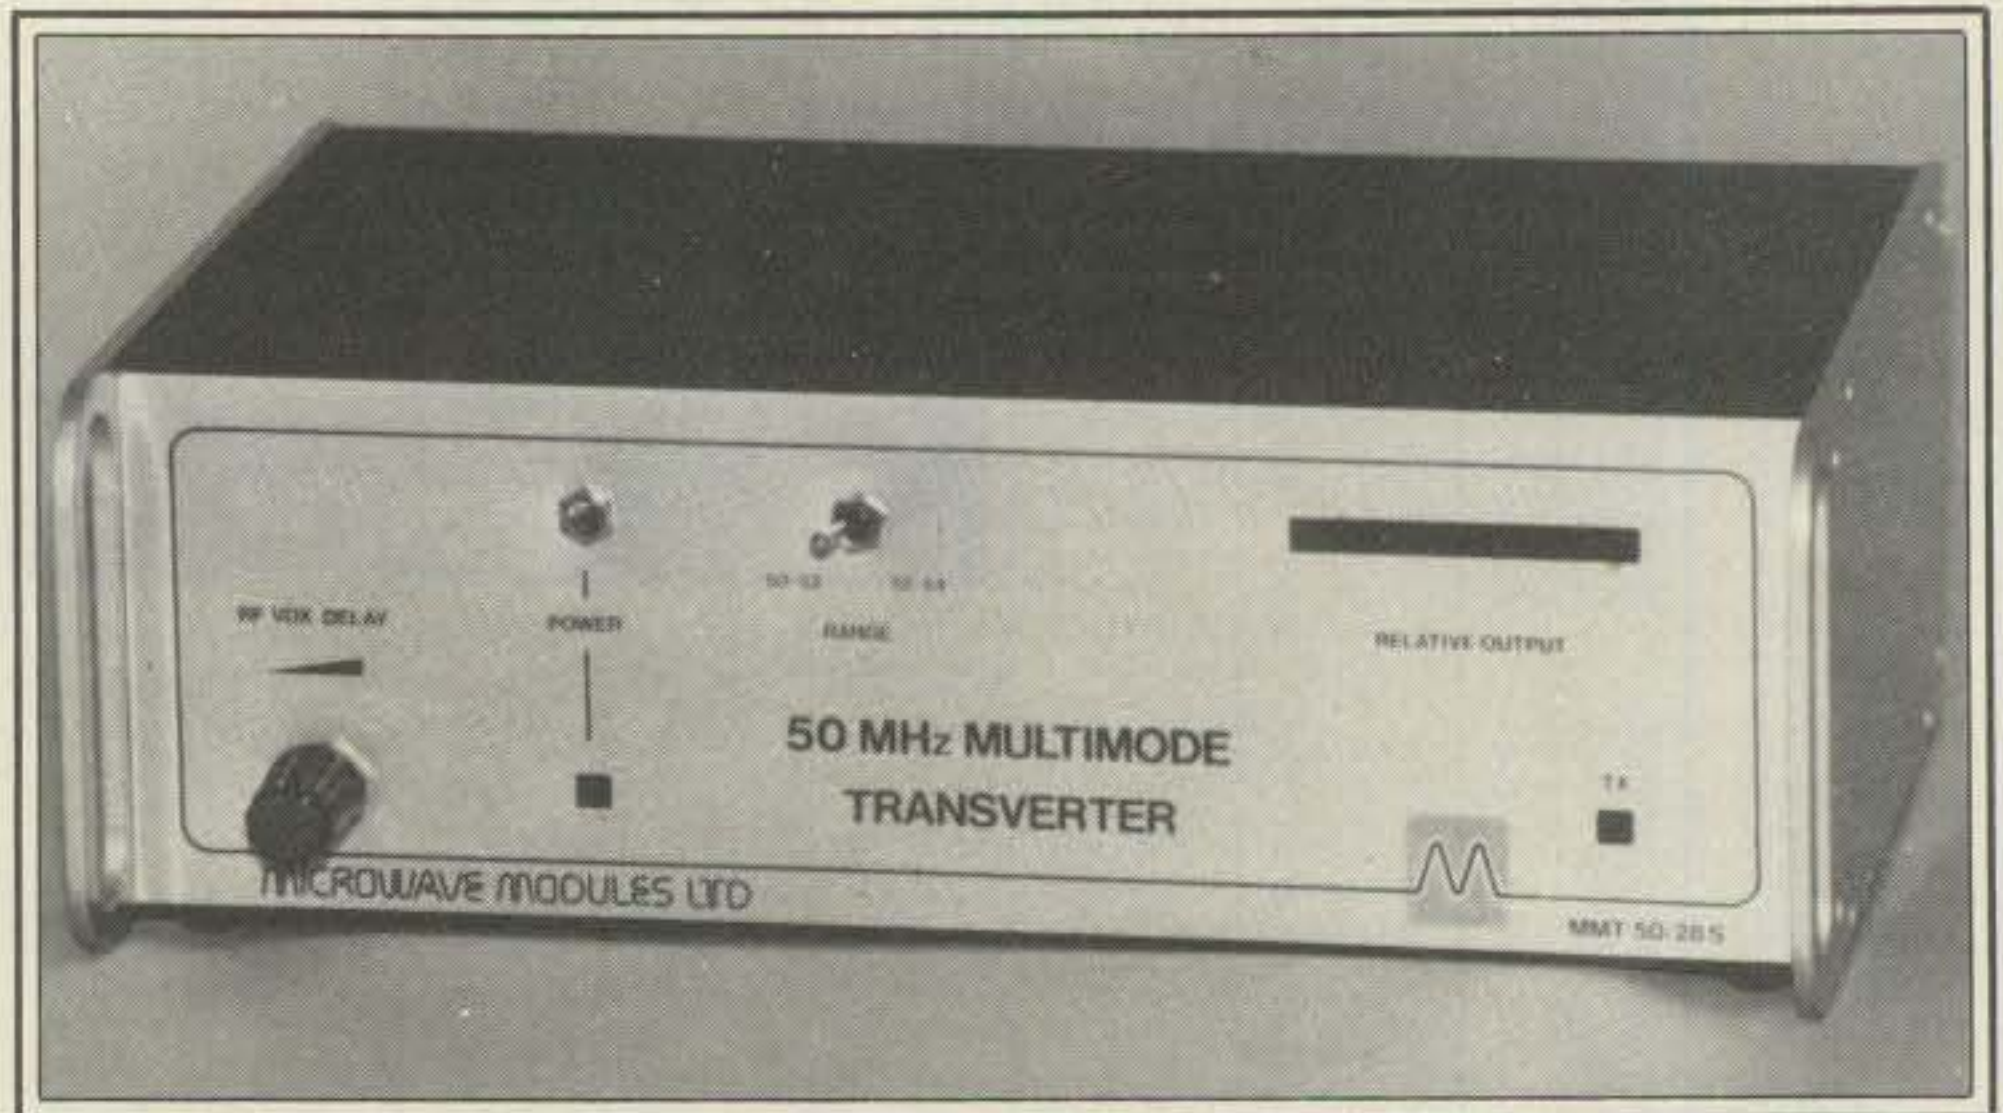 50-52 52-54
RF VOX DELAY
POWER
RANGE
RELATIVE OUTPUT
50 MHz MULTIMODE
TRANSVERTER
TX
MICROWAVE MODULES LTD
MMT 50/28 S